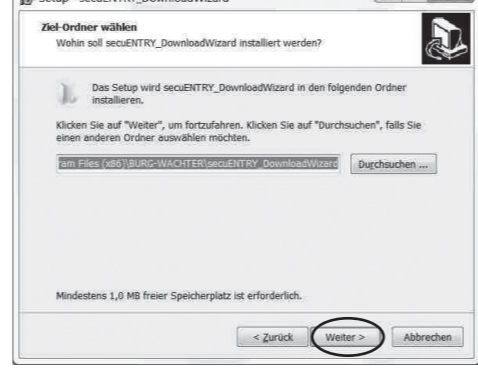 Setup - secuENTRY_DownloadWizard
Ziel-Ordner wählen
Wohin soll secuENTRY_DownloadWizard installiert werden?
Das Setup wird secuENTRY_DownloadWizard in den folgenden Ordner
installieren.
Klicken Sie auf "Weiter", um fortzufahren. Klicken Sie auf "Durchsuchen", falls Sie
einen anderen Ordner auswählen möchten.
ram Files (x86)\BURG-WACHTER\secuENTRY_DownloadWizard
Durchsuchen ...
Mindestens 1,0 MB freier Speicherplatz ist erforderlich.
< Zurück
Weiter >
Abbrechen